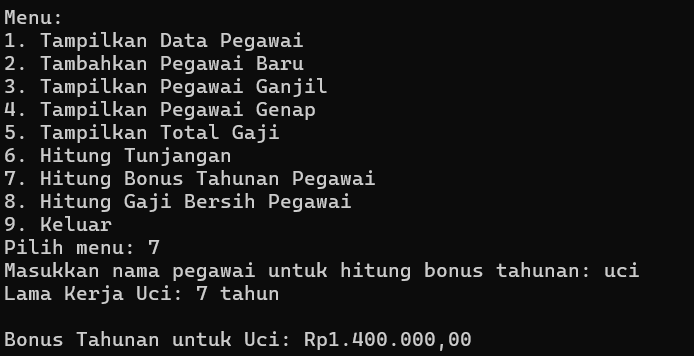 Menu:
1. Tampilkan Data Pegawai
2. Tambahkan Pegawai Baru
3. Tampilkan Pegawai Ganjil
4. Tampilkan Pegawai Genap
5. Tampilkan Total Gaji
6. Hitung Tunjangan
7. Hitung Bonus Tahunan Pegawai
8. Hitung Gaji Bersih Pegawai
9. Keluar
Pilih menu: 7
Masukkan nama pegawai untuk hitung bonus tahunan: uci
Lama Kerja Uci: 7 tahun
Bonus Tahunan untuk Uci: Rp1.400.000,00